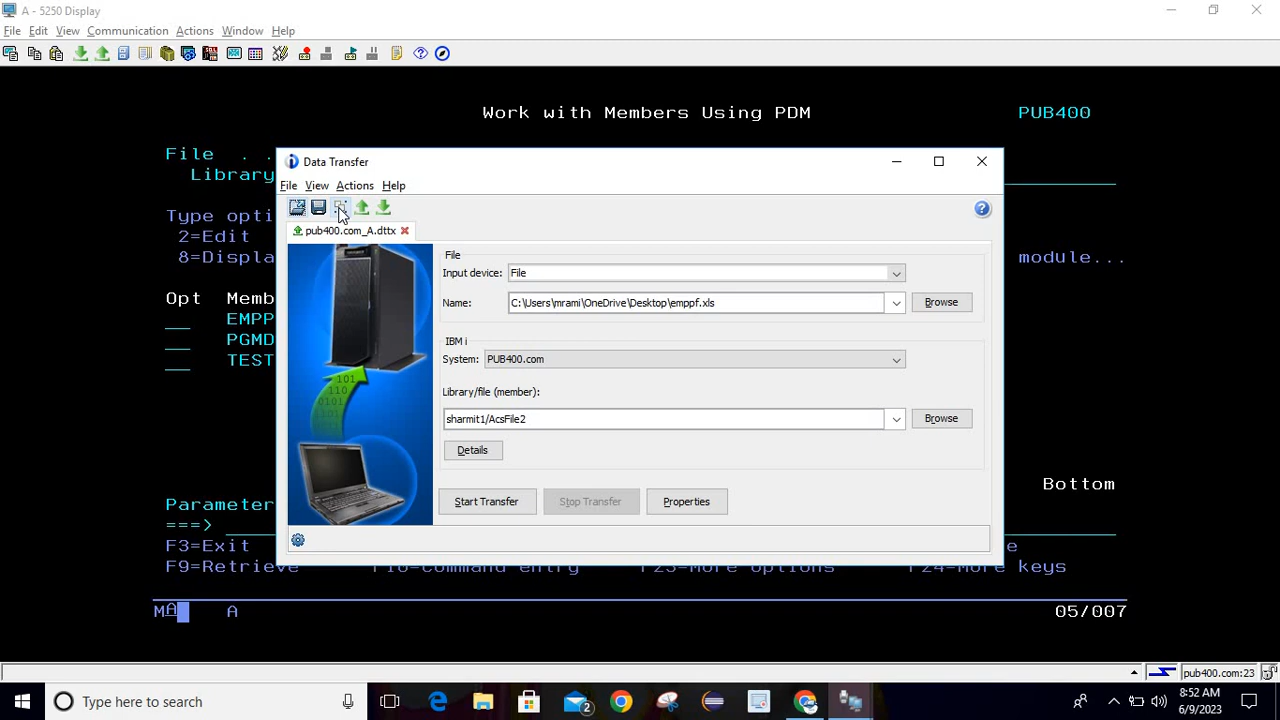 A - 5250 Display
File Edit View Communication Actions Window Help
Work with Members Using PDM PUB400
File . .
Library
Type opti
2=Edit
8=Displa module...
Opt Memb
EMPP
PGMD
TEST
Bottom
Parameter
===>
F3=Exit e
F9=Retrieve F10=Command entry F23=More options F24=More keys
MA A 05/007
Data Transfer
File View Actions Help
pub400.com_A.dttx
File
Input device: File
Name: C:\Users\mrami\OneDrive\Desktop\emppf.xls Browse
IBM i
System: PUB400.com
Library/file (member):
sharmit1/AcsFile2 Browse
Details
Start Transfer Stop Transfer Properties
101
110
0101
pub400.com:23
Type here to search
2
8:52 AM
6/9/2023